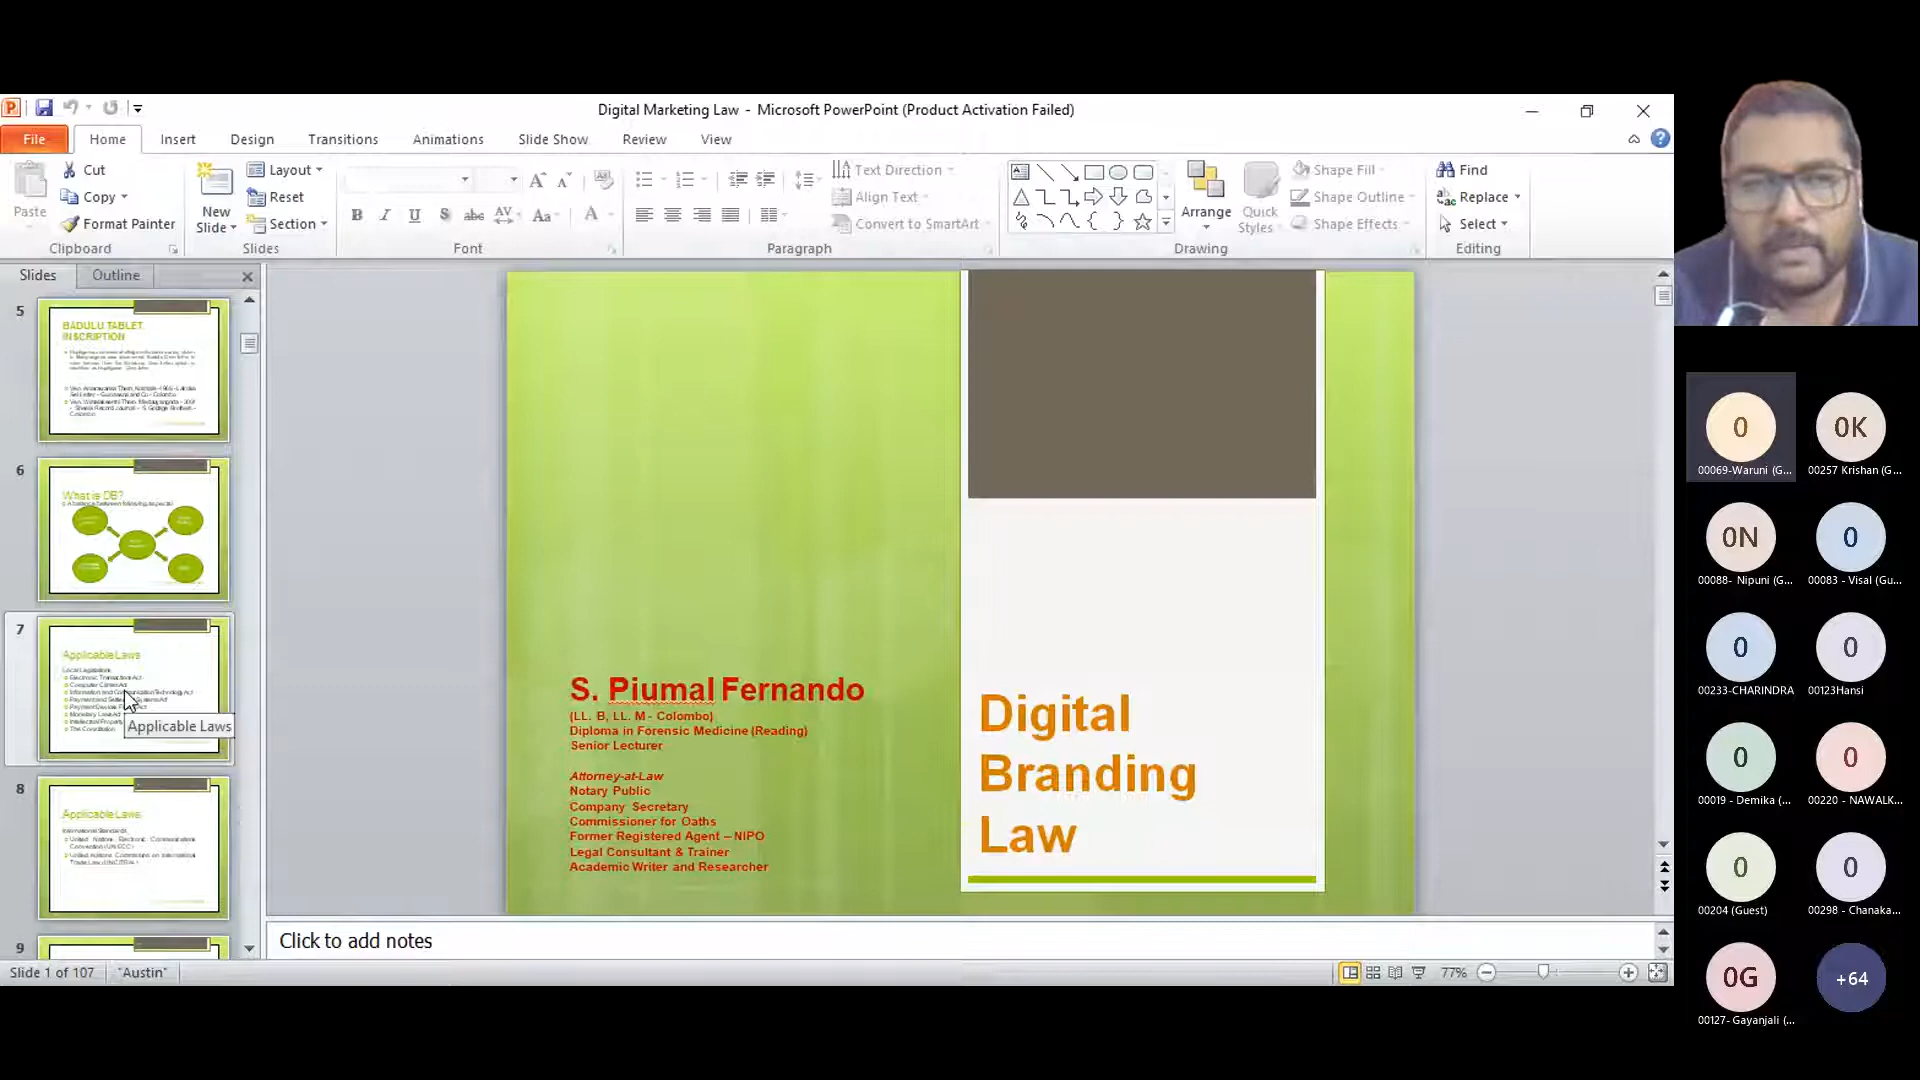 Digital Marketing Law - Microsoft PowerPoint (Product Activation Failed)
File Home Insert Design Transitions Animations Slide Show Review View
Paste
Cut
Copy
Format Painter
Clipboard
New
Slide
Layout
Reset
Section
Slides
Font
Text Direction
Align Text
Convert to SmartArt
Paragraph
Arrange
Quick
Styles
Shape Fill
Shape Outline
Shape Effects
Drawing
Find
Replace
Select
Editing
Slides Outline
5
BADULU TABLET
INSCRIPTION
6
What is DB?
7
Applicable Laws
Electronic Transactions Act
Applicable Laws
8
Applicable Laws
International Standards
9
S. Piumal Fernando
(LL. B, LL. M - Colombo)
Diploma in Forensic Medicine (Reading)
Senior Lecturer
Attorney-at-Law
Notary Public
Company Secretary
Commissioner for Oaths
Former Registered Agent – NIPO
Legal Consultant & Trainer
Academic Writer and Researcher
Digital
Branding
Law
Click to add notes
Slide 1 of 107 "Austin" 77%
0 0K
00069-Waruni (G... 00257 Krishan (G...
0N 0
00088- Nipuni (G... 00083 - Visal (Gu...
0 0
00233-CHARINDRA 00123Hansi
0 0
00019 - Demika (... 00220 - NAWALK...
0 0
00204 (Guest) 00298 - Chanaka...
0G +64
00127- Gayanjali (...